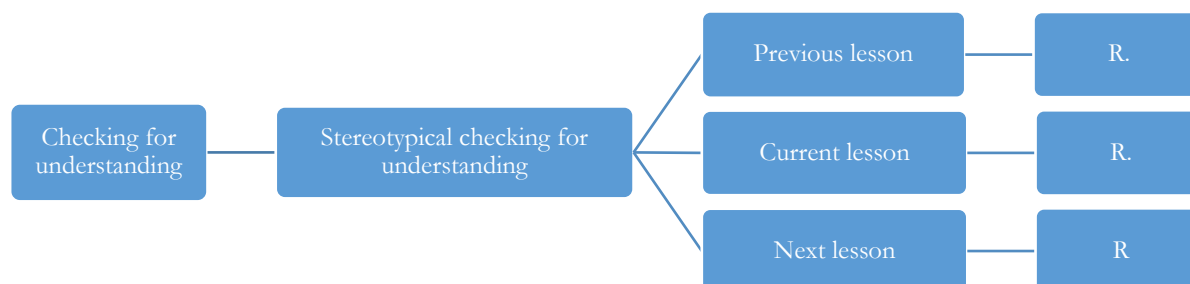 Previous lesson
R.
Checking for
understanding
Stereotypical checking for
understanding
Current lesson
R.
Next lesson
R